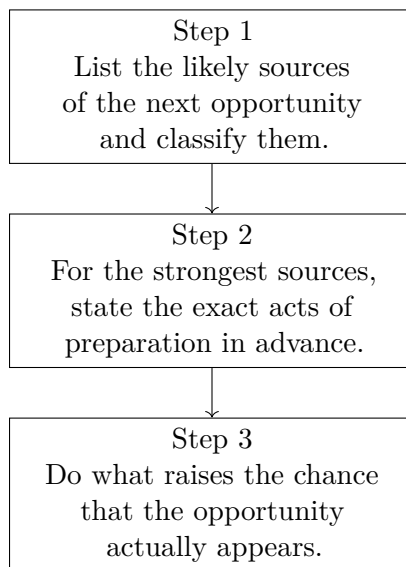 Step 1
List the likely sources
of the next opportunity
and classify them.
Step 2
For the strongest sources,
state the exact acts of
preparation in advance.
Step 3
Do what raises the chance
that the opportunity
actually appears.